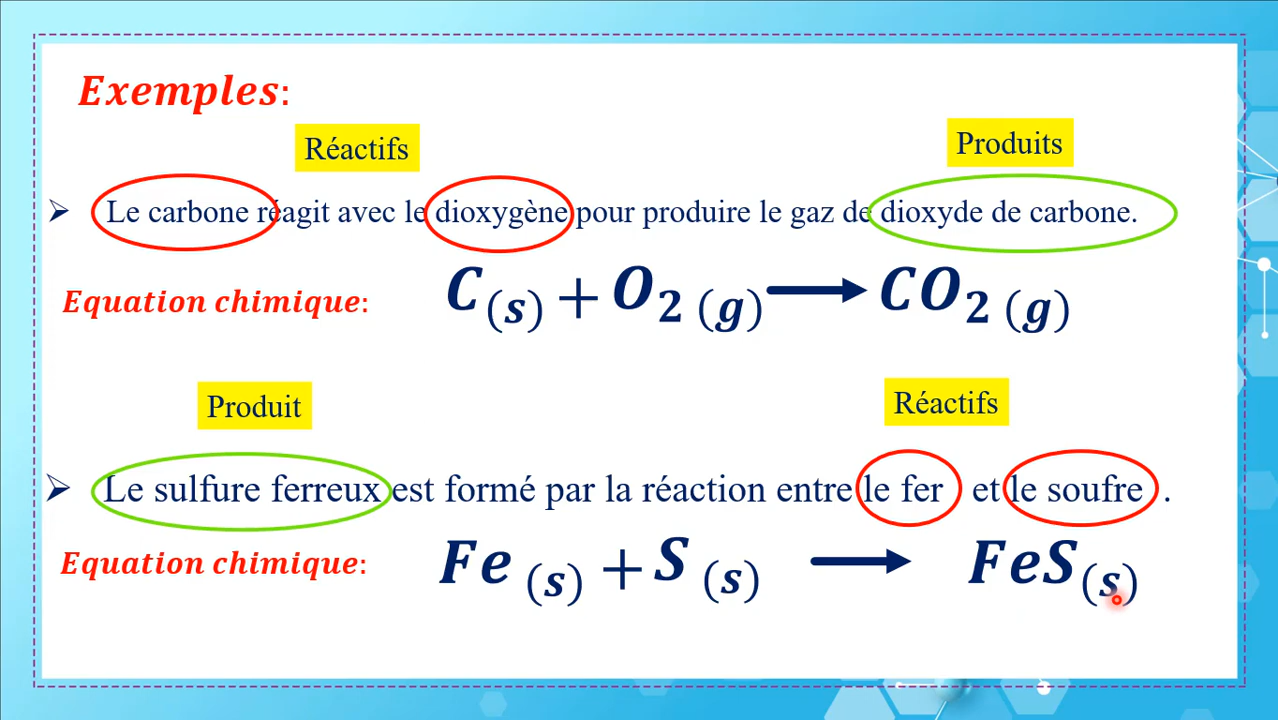 Exemples:
Réactifs
Produits
Le carbone réagit avec le dioxygène pour produire le gaz de dioxyde de carbone.
Equation chimique: C(s) + O2 (g) → CO2 (g)
Produit
Réactifs
Le sulfure ferreux est formé par la réaction entre le fer et le soufre .
Equation chimique: Fe (s) + S (s) → FeS(s)